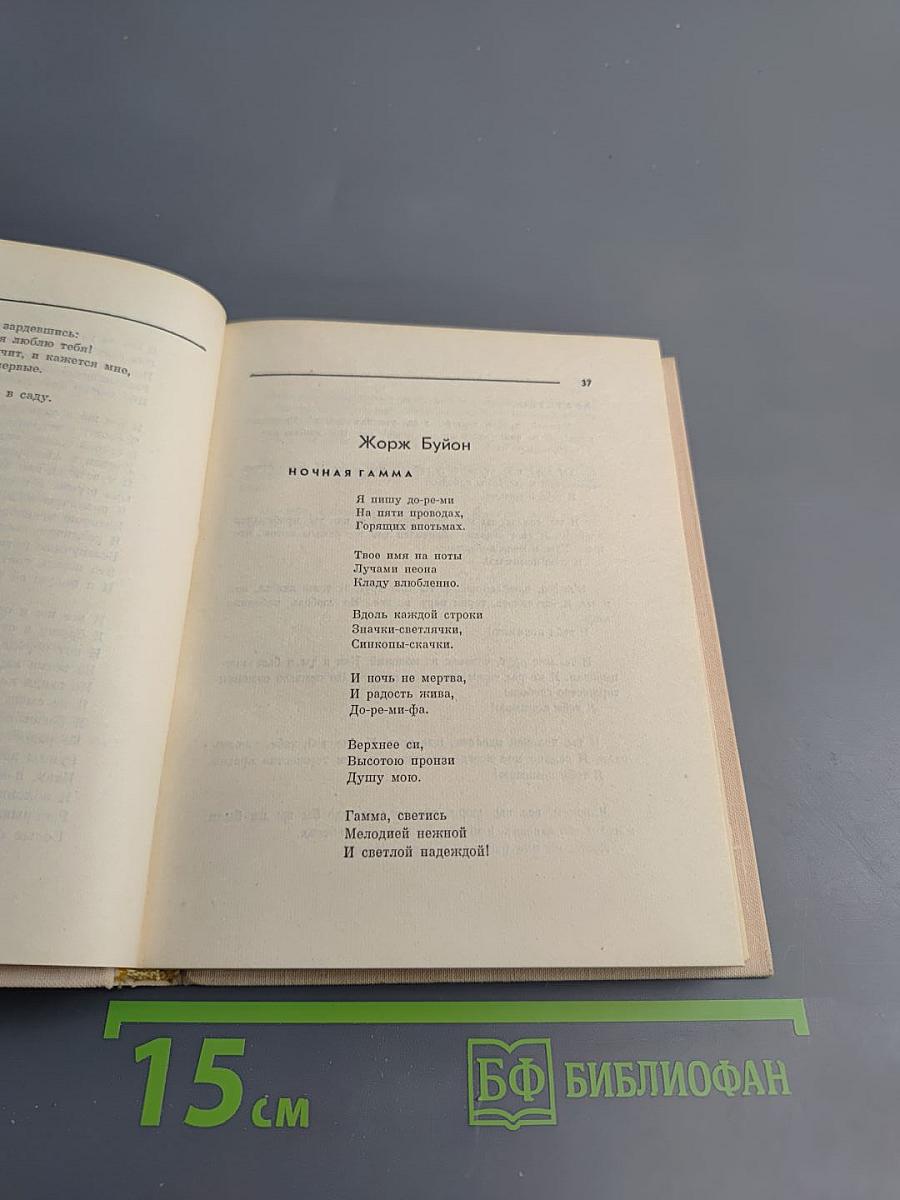 зардевшись:
я люблю тебя!
чит, и кажется мне,
первые.
в саду.
37
Жорж Буйон
НОЧНАЯ ГАММА
Я пишу до-ре-ми
На пяти проводах,
Горящих впотьмах.
Твое имя на ноты
Лучами неона
Кладу влюбленно.
Вдоль каждой строки
Значки-светлячки,
Синкопы-скачки.
И ночь не мертва,
И радость жива,
До-ре-ми-фа.
Верхнее си,
Высотою пронзи
Душу мою.
Гамма, светись
Мелодией нежной
И светлой надеждой!
15 см
БФ БИБЛИОФАН